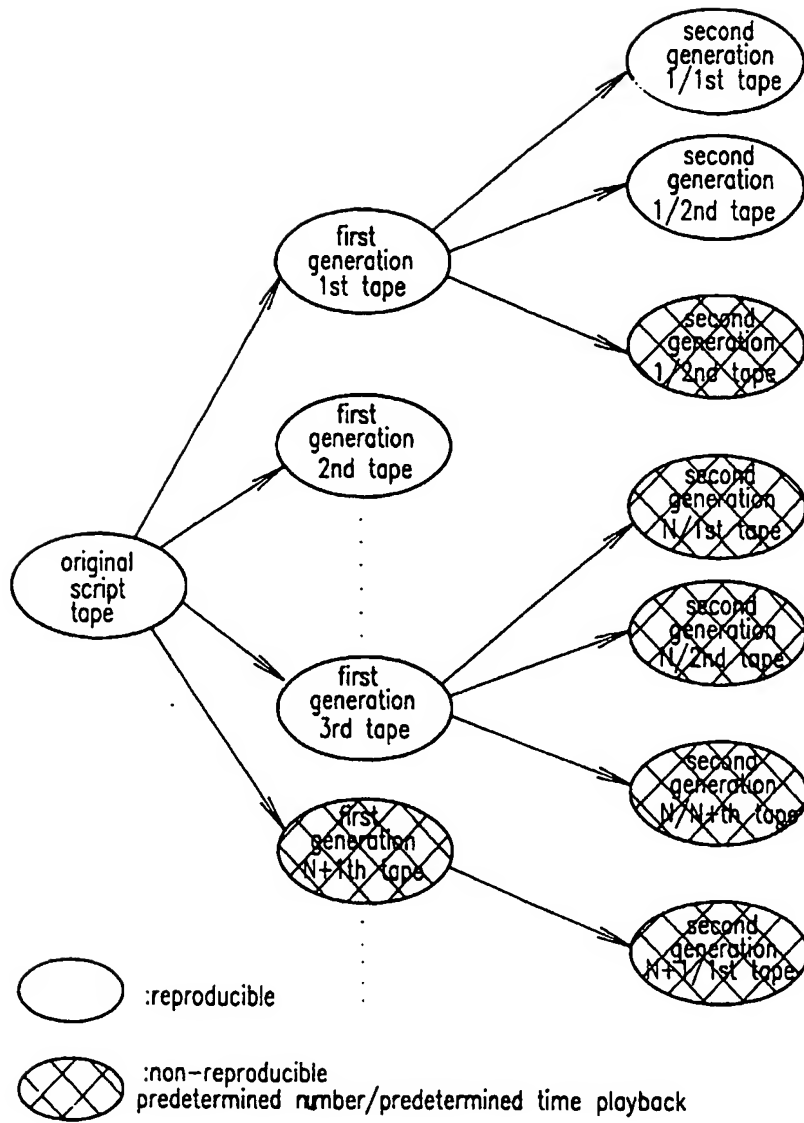 second
generation
1/1st tape
second
generation
1/2nd tape
first
generation
1st tape
second
generation
1/2nd tape
first
generation
2nd tape
second
generation
N/1st tape
original
script
tape
second
generation
N/2nd tape
first
generation
3rd tape
second
generation
N/N+th tape
first
generation
N+1th tape
second
generation
N+1/1st tape
:reproducible
:non-reproducible
predetermined number/predetermined time playback